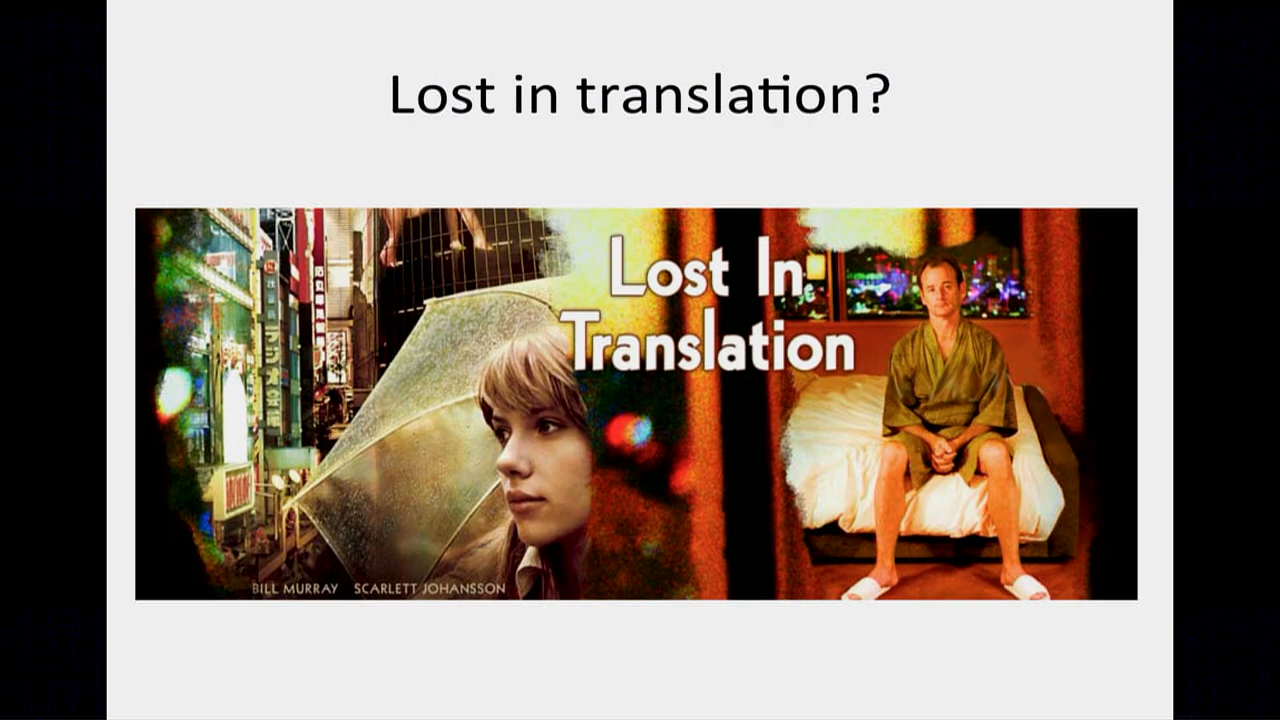 Lost in translation?
Lost In
Translation
BILL MURRAY SCARLETT JOHANSSON